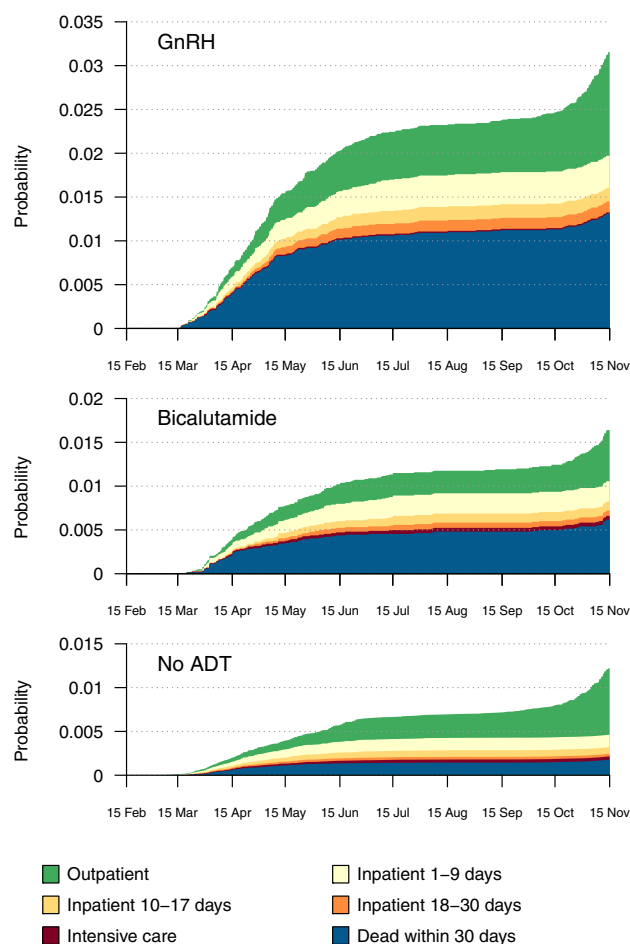 GnRH
Probability
0.035
0.03
0.025
0.02
0.015
0.01
0.005
0
15 Feb 15 Mar 15 Apr 15 May 15 Jun 15 Jul 15 Aug 15 Sep 15 Oct 15 Nov
Bicalutamide
Probability
0.02
0.015
0.01
0.005
0
15 Feb 15 Mar 15 Apr 15 May 15 Jun 15 Jul 15 Aug 15 Sep 15 Oct 15 Nov
No ADT
Probability
0.015
0.01
0.005
0
15 Feb 15 Mar 15 Apr 15 May 15 Jun 15 Jul 15 Aug 15 Sep 15 Oct 15 Nov
Outpatient Inpatient 1–9 days
Inpatient 10–17 days Inpatient 18–30 days
Intensive care Dead within 30 days